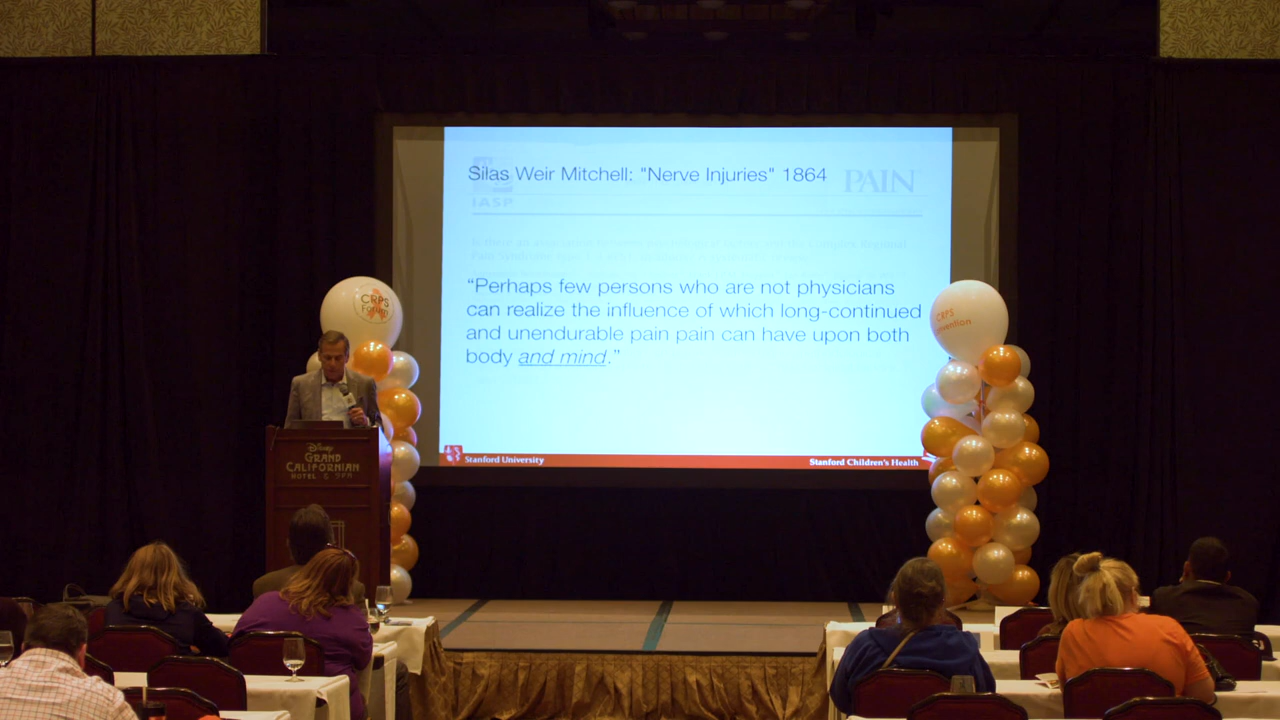 Silas Weir Mitchell: "Nerve Injuries" 1864
PAIN
IASP
“Perhaps few persons who are not physicians
can realize the influence of which long-continued
and unendurable pain pain can have upon both
body and mind.”
Stanford University
Stanford Children's Health
CRPS
Forum
CRPS
Disney
GRAND
CALIFORNIAN
HOTEL & SPA